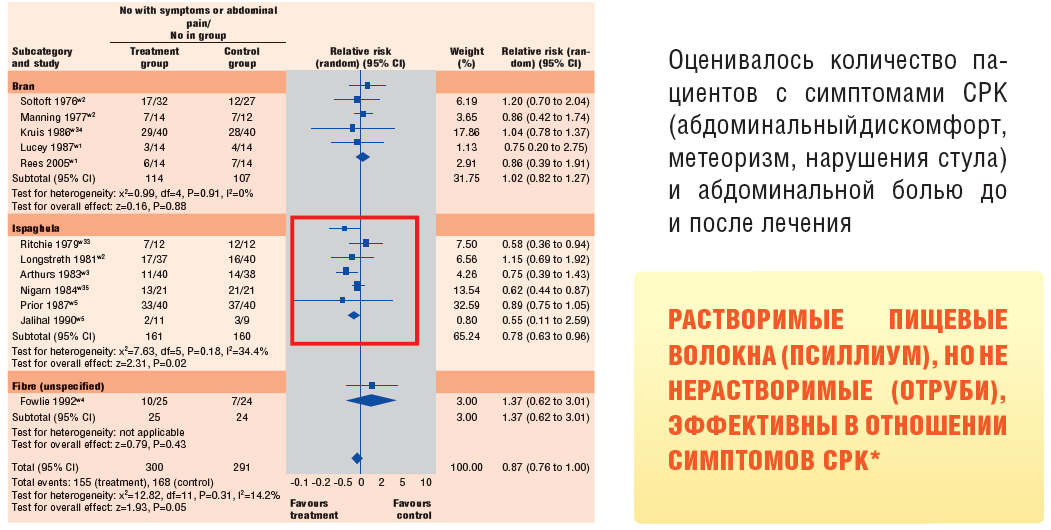 No with symptoms or abdominal
pain/
No in group
Subcategory and study Treatment group Control group Relative risk (random) (95% CI) Weight (%) Relative risk (ran-dom) (95% CI)
Bran
Sottoft 1976w2 17/32 12/27 6.19 1.20 (0.70 to 2.04)
Manning 1977w2 7/14 7/12 3.65 0.86 (0.42 to 1.74)
Kruis 1986w34 29/40 28/40 17.86 1.04 (0.78 to 1.37)
Lucey 1987w1 3/14 4/14 1.13 0.75 0.20 to 2.75)
Rees 2005w1 6/14 7/14 2.91 0.86 (0.39 to 1.91)
Subtotal (95% CI) 114 107 31.75 1.02 (0.82 to 1.27)
Test for heterogeneity: x²=0.99, df=4, P=0.91, I²=0%
Test for overall effect: z=0.16, P=0.88
Ispaghula
Ritchie 1979w33 7/12 12/12 7.50 0.58 (0.36 to 0.94)
Longstreth 1981w2 17/37 16/40 6.56 1.15 (0.69 to 1.92)
Arthurs 1983w3 11/40 14/38 4.26 0.75 (0.39 to 1.43)
Nigarn 1984w35 13/21 21/21 13.54 0.62 (0.44 to 0.87)
Prior 1987w5 33/40 37/40 32.59 0.89 (0.75 to 1.05)
Jalihal 1990w5 2/11 3/9 0.80 0.55 (0.11 to 2.59)
Subtotal (95% CI) 161 160 65.24 0.78 (0.63 to 0.96)
Test for heterogeneity: x²=7.63, df=5, P=0.18, I²=34.4%
Test for overall effect: z=2.31, P=0.02
Fibre (unspecified)
Fowlie 1992w4 10/25 7/24 3.00 1.37 (0.62 to 3.01)
Subtotal (95% CI) 25 24 3.00 1.37 (0.62 to 3.01)
Test for heterogeneity: not applicable
Test for overall effect: z=0.79, P=0.43
Total (95% CI) 300 291 100.00 0.87 (0.76 to 1.00)
Total events: 155 (treatment), 168 (control)
Test for heterogeneity: x²=12.82, df=11, P=0.31, I²=14.2%
Test for overall effect: z=1.93, P=0.05
-0.1 -0.2 -0.5 0 2 5 10
Favours treatment Favours control
Оценивалось количество па-
циентов с симптомами СРК
(абдоминальный дискомфорт,
метеоризм, нарушения стула)
и абдоминальной болью до
и после лечения
РАСТВОРИМЫЕ ПИЩЕВЫЕ
ВОЛОКНА (ПСИЛЛИУМ), НО НЕ
НЕРАСТВОРИМЫЕ (ОТРУБИ),
ЭФФЕКТИВНЫ В ОТНОШЕНИИ
СИМПТОМОВ СРК*